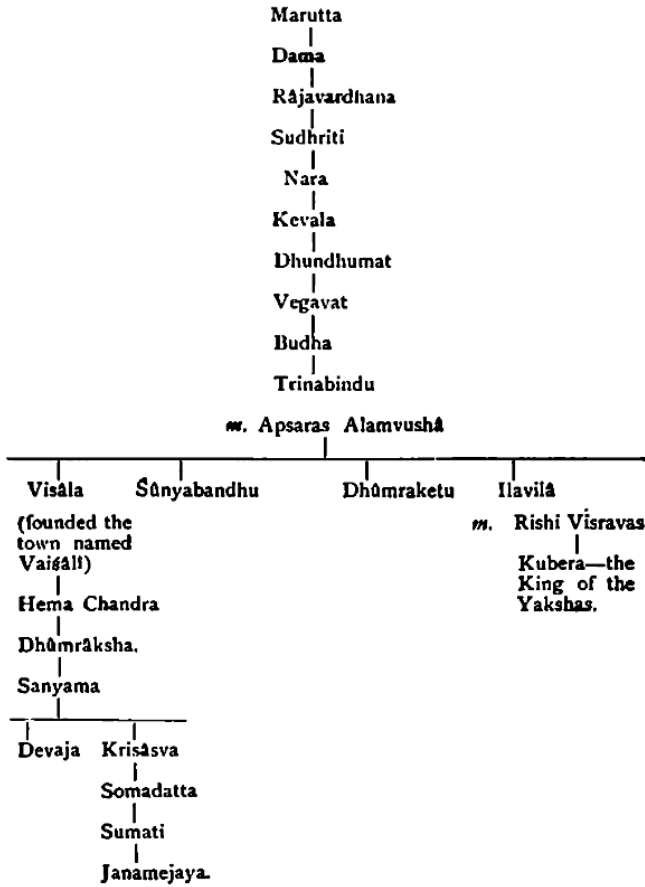 Marutta
Dama
Râjavardhana
Sudhriti
Nara
Kevala
Dhundhumat
Vegavat
Budha
Trinabindu
m. Apsaras Alamvushâ
Visâla Śûnyabandhu Dhûmraketu Ilavilâ
(founded the
town named
Vaiśâlî)
m. Rishi Visravas
Kubera—the
King of the
Yakshas.
Hema Chandra
Dhûmrâksha.
Sanyama
Devaja Krisâsva
Somadatta
Sumati
Janamejaya.